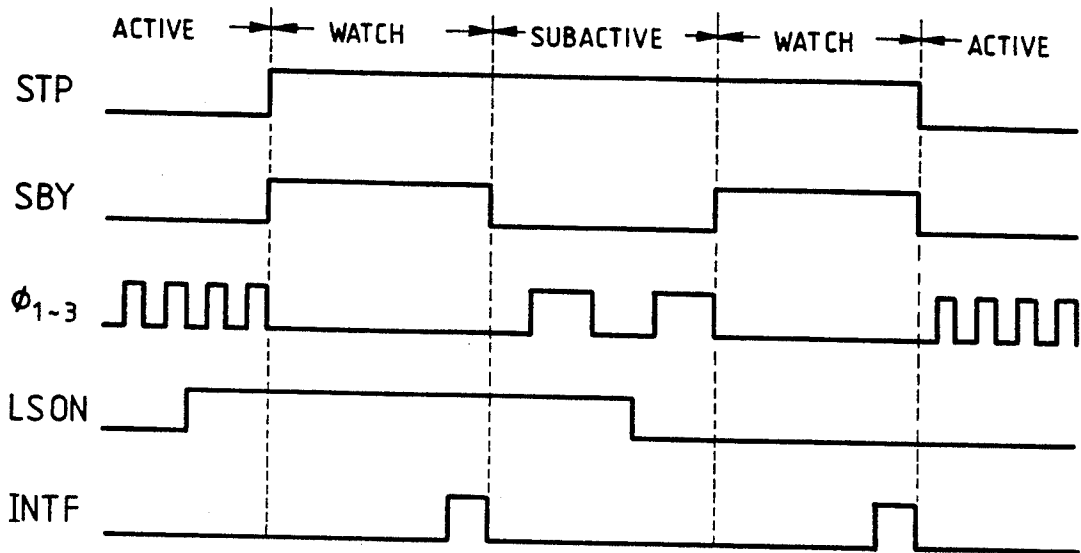 ACTIVE WATCH SUBACTIVE WATCH ACTIVE
STP
SBY
ϕ1~3
LSON
INTF